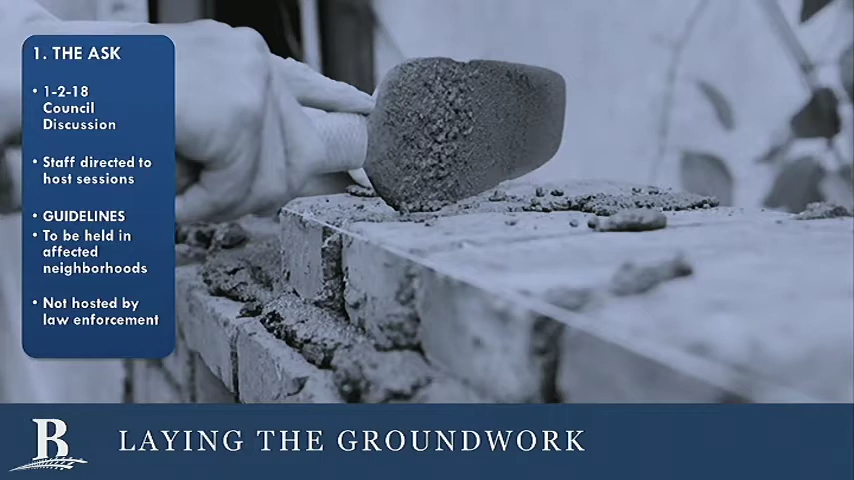 1. THE ASK
• 1-2-18
Council
Discussion
• Staff directed to
host sessions
• GUIDELINES
• To be held in
affected
neighborhoods
• Not hosted by
law enforcement
B
LAYING THE GROUNDWORK